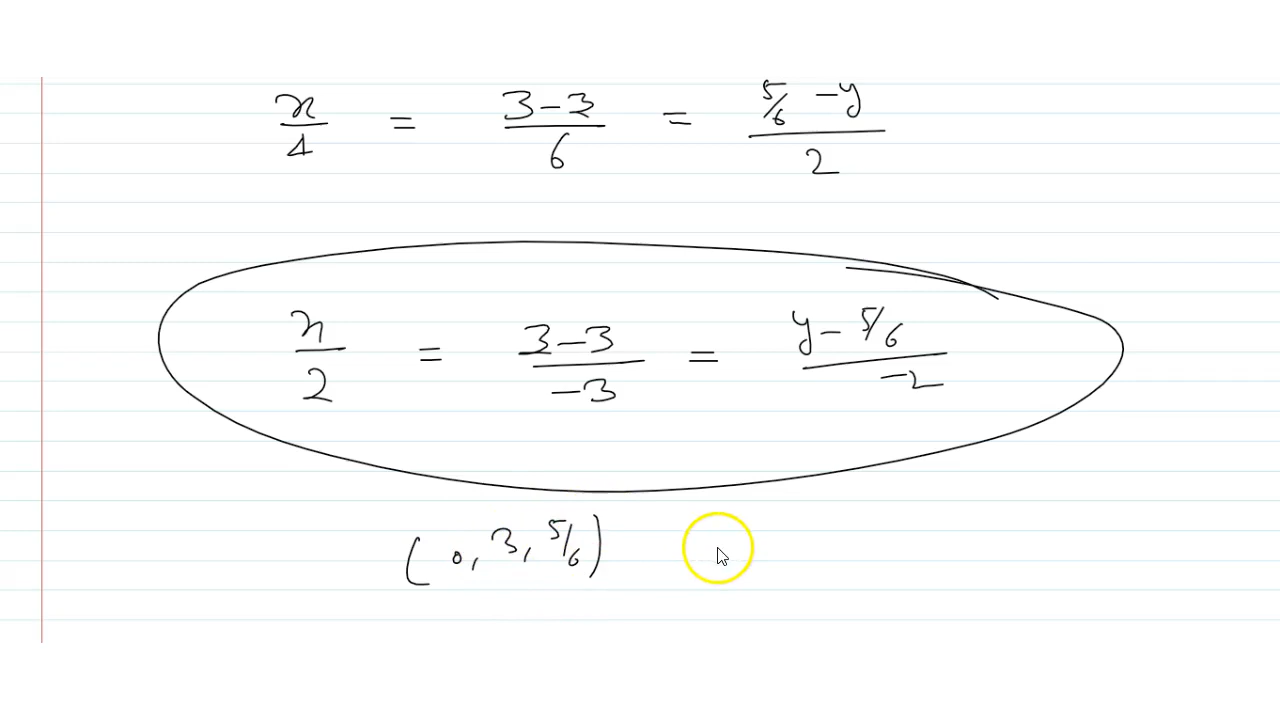 x/4 = (3-3)/6 = (5/6 -y)/2
x/2 = (3-3)/-3 = (y-5/6)/-2
(0, 3, 5/6)